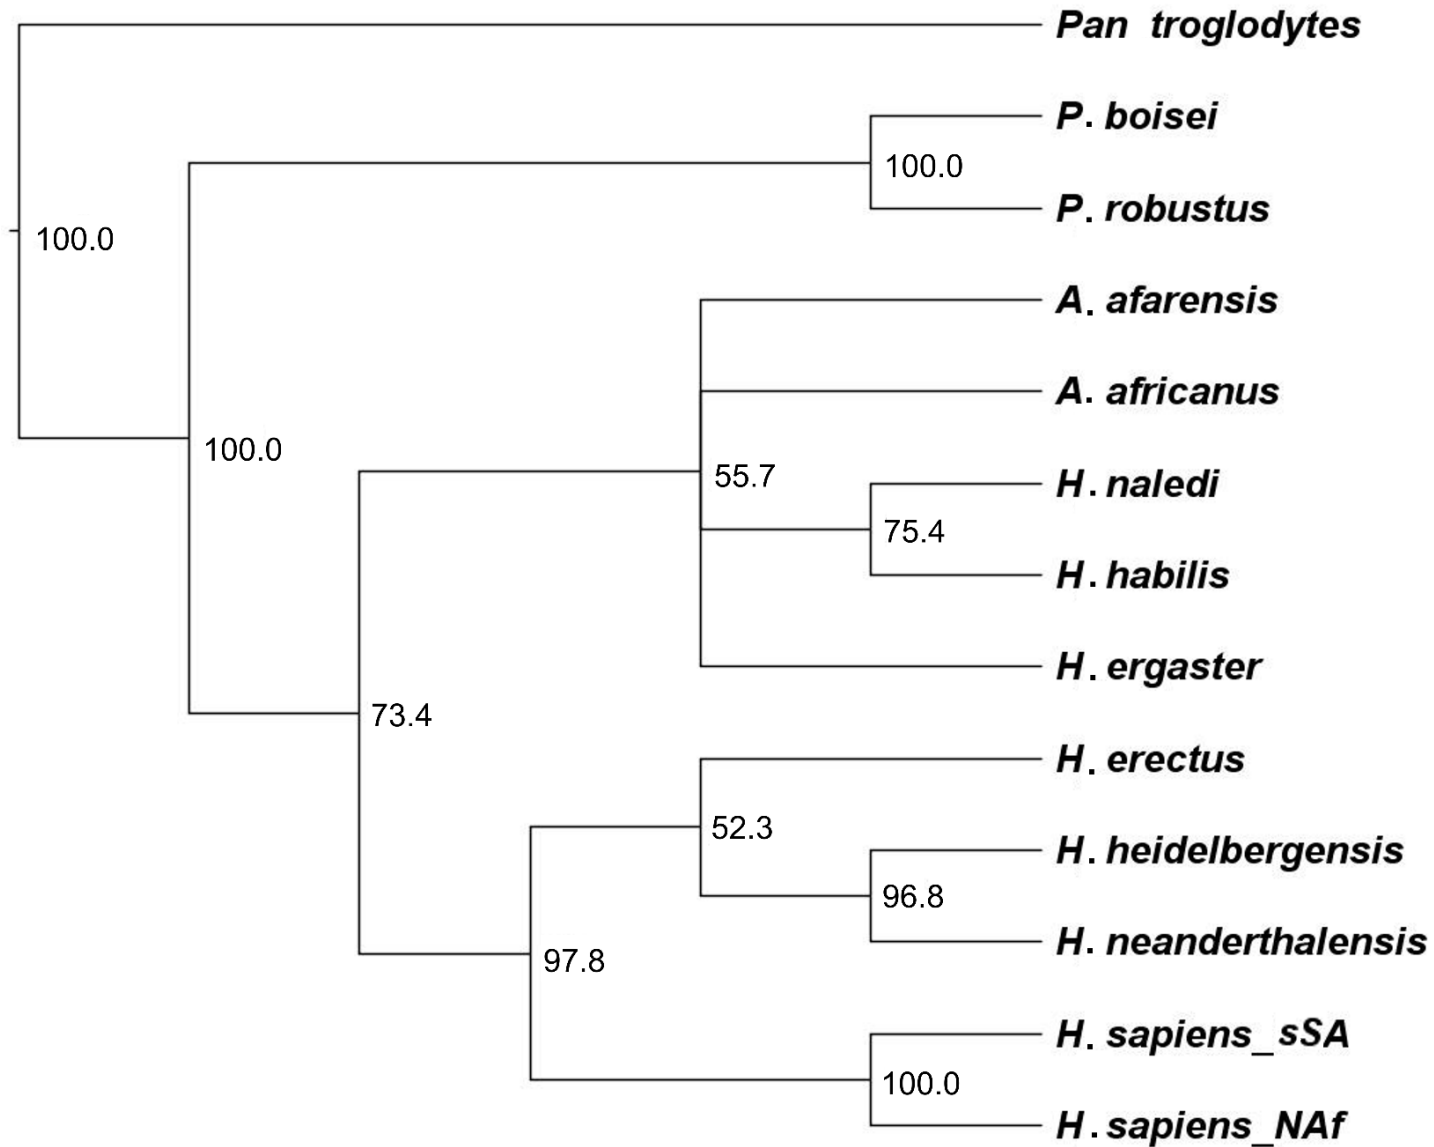 Pan troglodytes
P. boisei
100.0
P. robustus
100.0
A. afarensis
A. africanus
100.0
55.7
H. naledi
75.4
H. habilis
H. ergaster
73.4
H. erectus
52.3
H. heidelbergensis
96.8
H. neanderthalensis
97.8
H. sapiens_sSA
100.0
H. sapiens_NAf